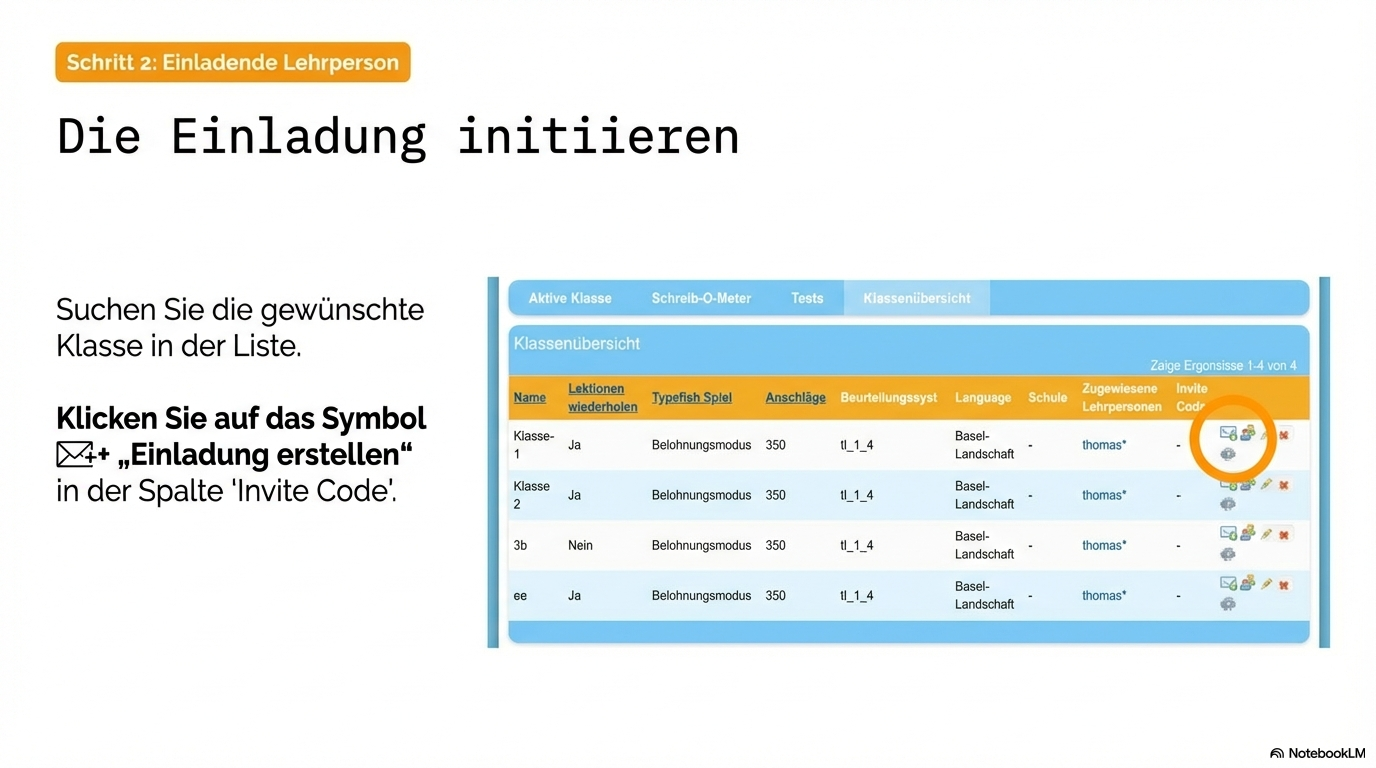 Schritt 2: Einladende Lehrperson
Die Einladung initiieren
Suchen Sie die gewünschte
Klasse in der Liste.
Klicken Sie auf das Symbol
+ „Einladung erstellen“
in der Spalte 'Invite Code'.
Aktive Klasse Schreib-O-Meter Tests Klassenübersicht
Klassenübersicht
Zaige Ergonsisse 1-4 von 4
Name Lektionen wiederholen Typefish Spiel Anschläge Beurteilungssyst Language Schule Zugewiesene Lehrpersonen Invite Code
Klasse-1 Ja Belohnungsmodus 350 tl_1_4 Basel-Landschaft - thomas* -
Klasse 2 Ja Belohnungsmodus 350 tl_1_4 Basel-Landschaft - thomas* -
3b Nein Belohnungsmodus 350 tl_1_4 Basel-Landschaft - thomas* -
ee Ja Belohnungsmodus 350 tl_1_4 Basel-Landschaft - thomas* -
NotebookLM